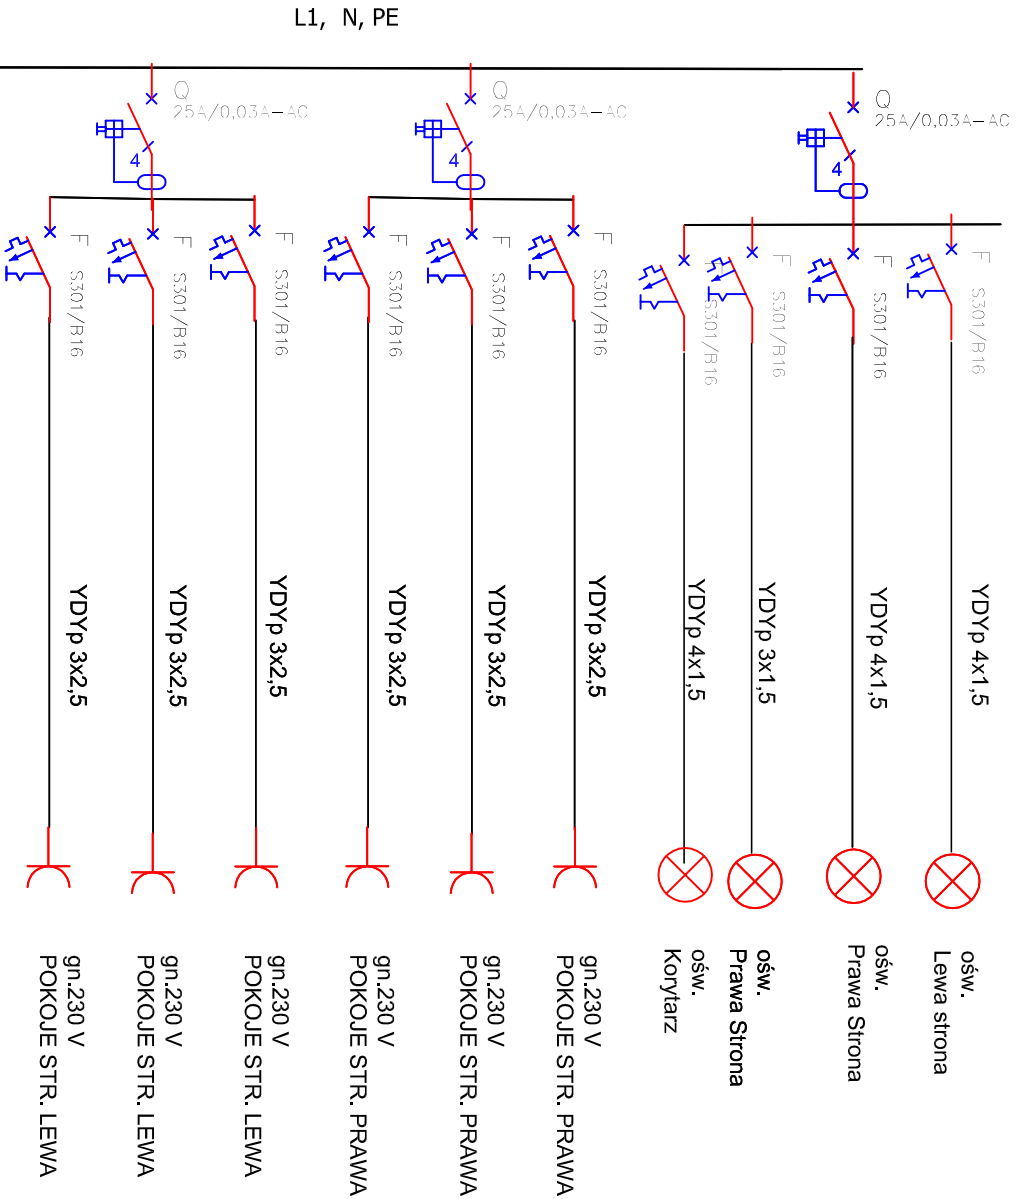 L1, N, PE
Q
25A/0,03A-AC
Q
25A/0,03A-AC
Q
25A/0,03A-AC
4
4
4
F
S301/B16
F
S301/B16
F
S301/B16
F
S301/B16
F
S301/B16
F
S301/B16
F
S301/B16
F
S301/B16
F
S301/B16
F
S301/B16
YDYp 3x2,5
YDYp 3x2,5
YDYp 3x2,5
YDYp 3x2,5
YDYp 3x2,5
YDYp 3x2,5
YDYp 4x1,5
YDYp 3x1,5
YDYp 4x1,5
YDYp 4x1,5
gn.230 V
POKOJE STR. LEWA
gn.230 V
POKOJE STR. LEWA
gn.230 V
POKOJE STR. LEWA
gn.230 V
POKOJE STR. PRAWA
gn.230 V
POKOJE STR. PRAWA
gn.230 V
POKOJE STR. PRAWA
ośw.
Korytarz
ośw.
Prawa Strona
ośw.
Prawa Strona
ośw.
Lewa strona